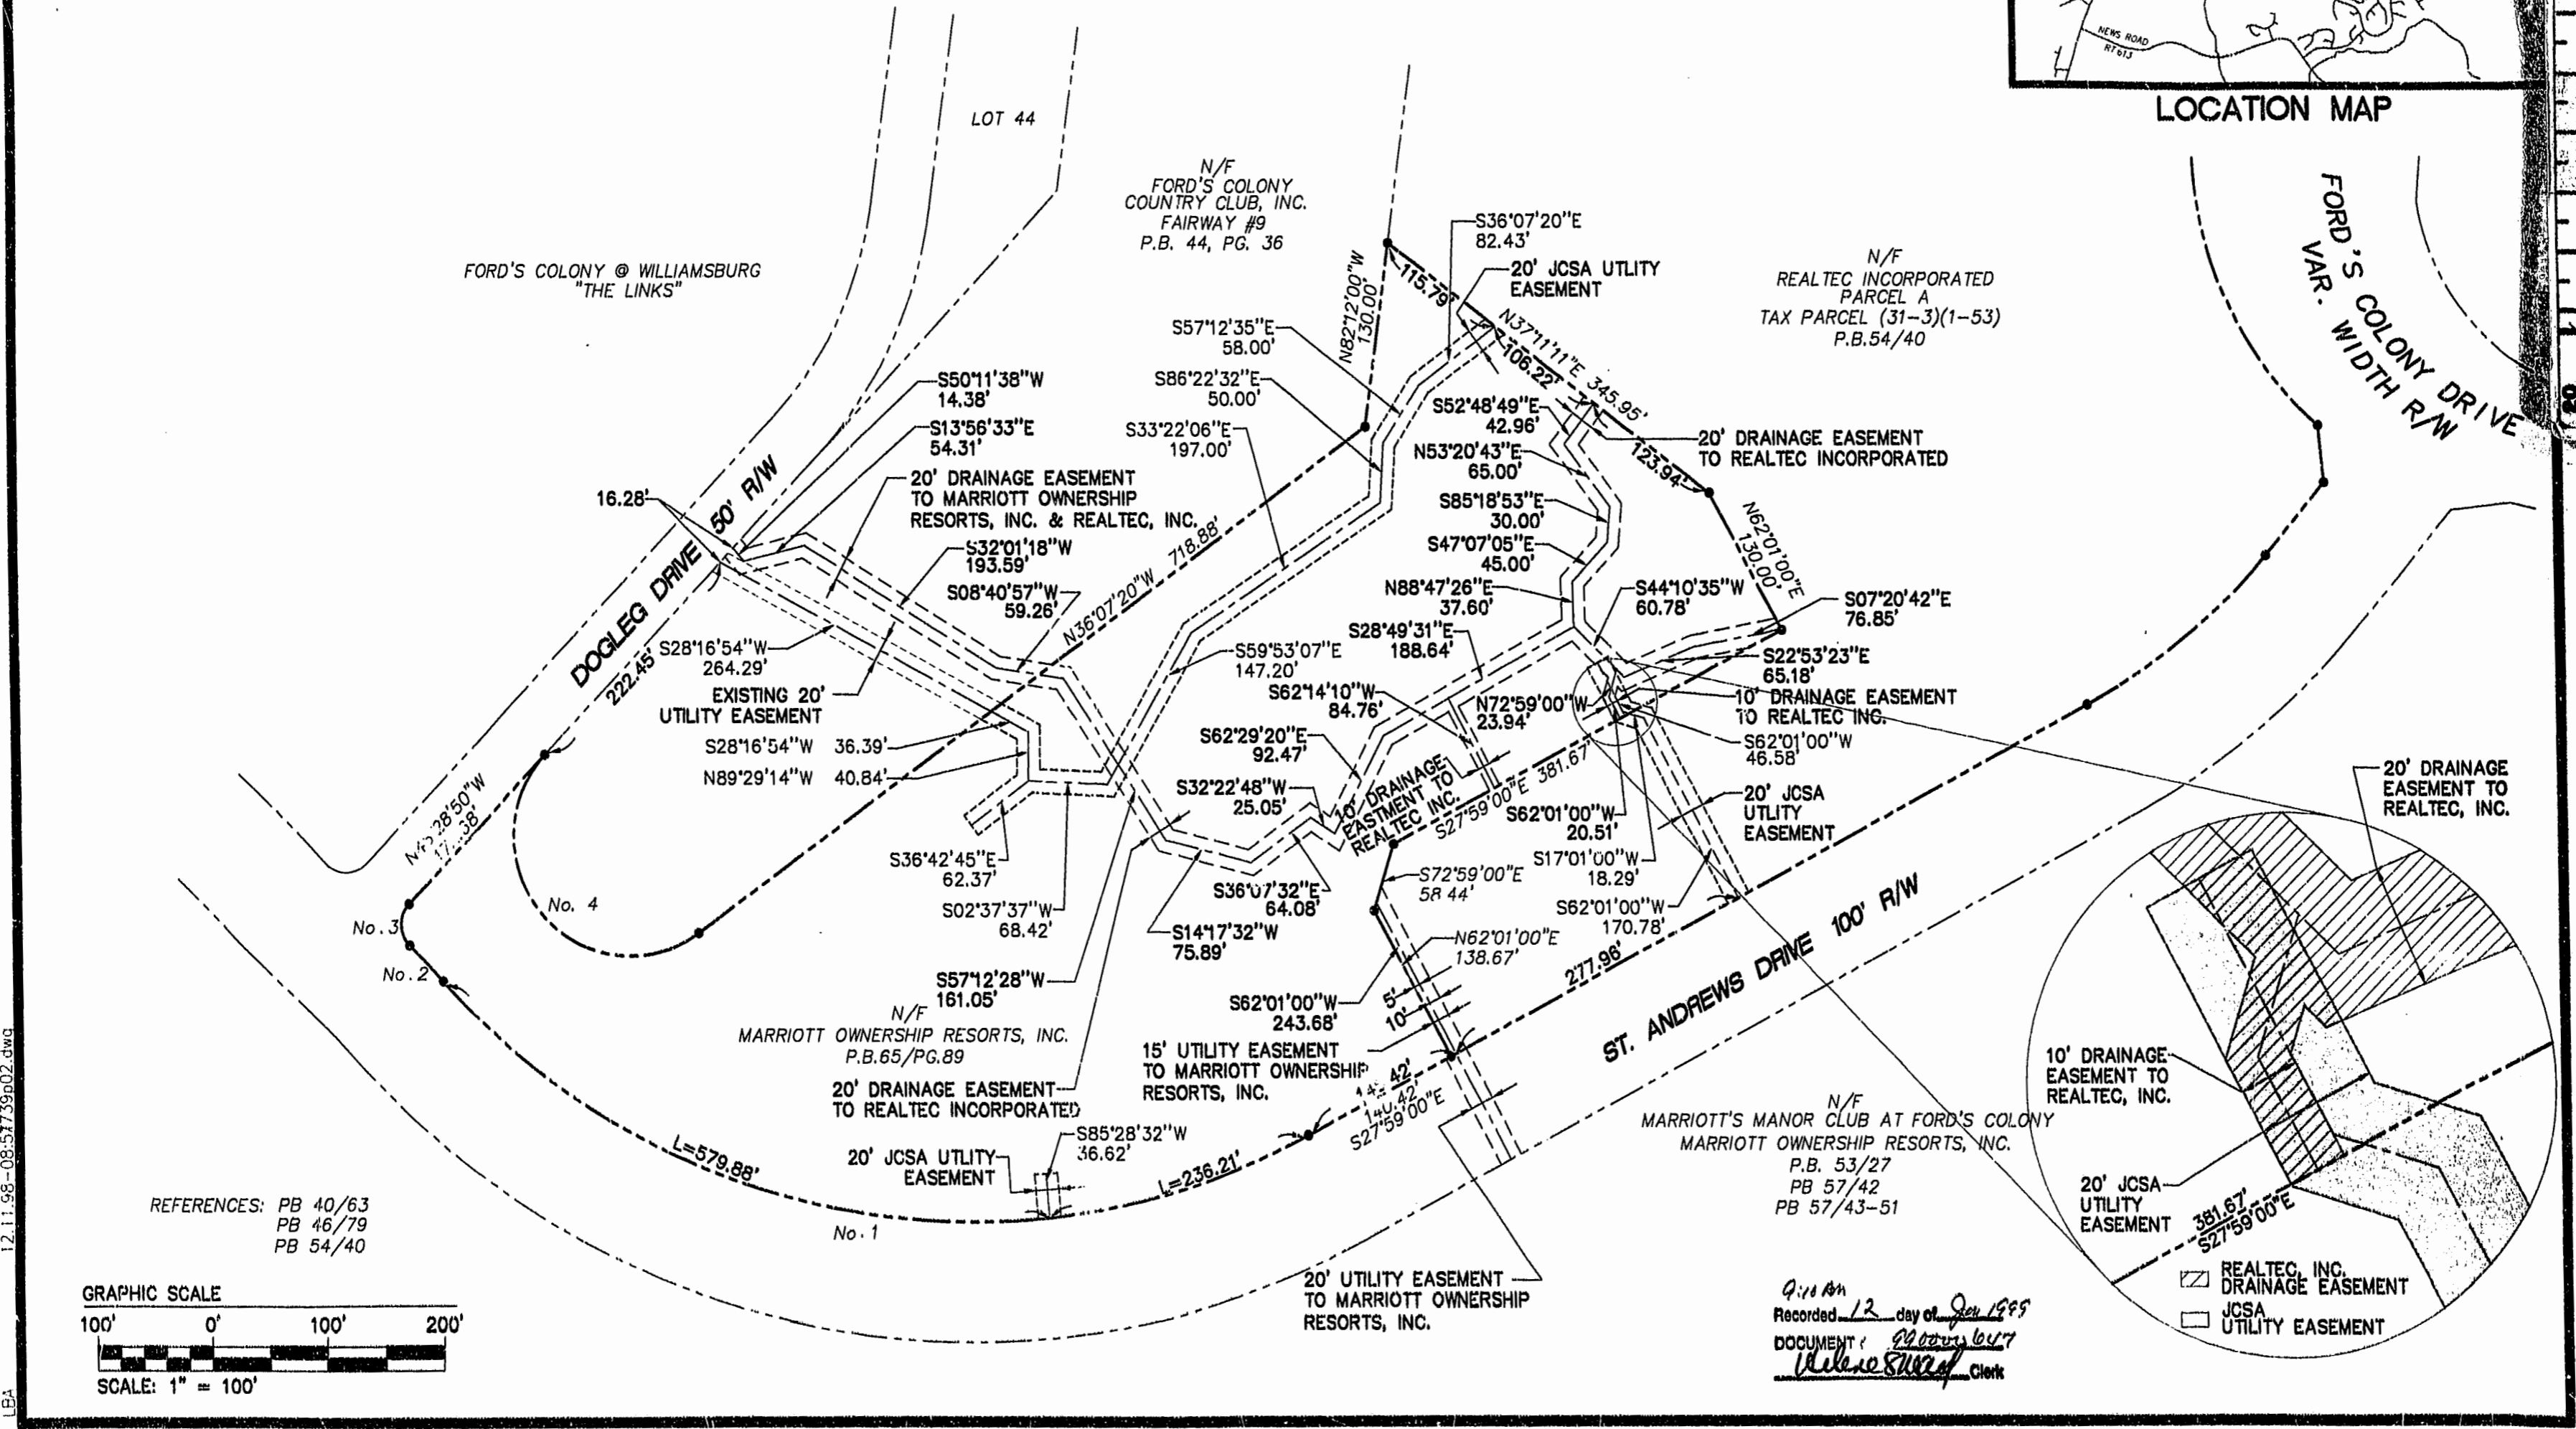 NEWS ROAD
RT 613
LOCATION MAP
LOT 44
N/F
FORD'S COLONY
COUNTRY CLUB, INC.
FAIRWAY #9
P.B. 44, PG. 36
FORD'S COLONY @ WILLIAMSBURG
"THE LINKS"
FORD'S COLONY DRIVE
VAR. WIDTH R/W
N/F
REALTEC INCORPORATED
PARCEL A
TAX PARCEL (31-3)(1-53)
P.B.54/40
S36°07'20"E
82.43'
20' JCSA UTLITY
EASEMENT
115.79'
N82°12'00"W
130.00'
N37°11'11"E 345.95'
106.22'
123.94'
S57°12'35"E
58.00'
S86°22'32"E
50.00'
S33°22'06"E
197.00'
S50°11'38"W
14.38'
S13°56'33"E
54.31'
20' DRAINAGE EASEMENT
TO MARRIOTT OWNERSHIP
RESORTS, INC. & REALTEC, INC.
16.28'
S32°01'18"W
193.59'
S08°40'57"W
59.26'
N36°07'20"W 718.88'
DOGLEG DRIVE 50' R/W
222.45'
S28°16'54"W
264.29'
EXISTING 20'
UTILITY EASEMENT
S28°16'54"W 36.39'
N89°29'14"W 40.84'
S52°48'49"E
42.96'
N53°20'43"E
65.00'
S85°18'53"E
30.00'
S47°07'05"E
45.00'
N88°47'26"E
37.60'
S28°49'31"E
188.64'
20' DRAINAGE EASEMENT
TO REALTEC INCORPORATED
N62°01'00"E
130.00'
S44°10'35"W
60.78'
S07°20'42"E
76.85'
S22°53'23"E
65.18'
10' DRAINAGE EASEMENT
TO REALTEC INC.
S62°01'00"W
46.58'
S59°53'07"E
147.20'
S62°14'10"W
84.76'
N72°59'00"W
23.94'
S62°29'20"E
92.47'
S32°22'48"W
25.05'
10' DRAINAGE
EASTMENT TO
REALTEC INC.
S27°59'00"E 381.67'
S62°01'00"W
20.51'
20' JCSA
UTLITY
EASEMENT
S17°01'00"W
18.29'
S62°01'00"W
170.78'
S36°42'45"E
62.37'
S02°37'37"W
68.42'
S36°07'32"E
64.08'
S14°17'32"W
75.89'
S72°59'00"E
58.44'
N62°01'00"E
138.67'
S57°12'28"W
161.05'
S62°01'00"W
243.68'
5'
10'
277.96'
ST. ANDREWS DRIVE 100' R/W
No. 4
No.3
No.2
N/F
MARRIOTT OWNERSHIP RESORTS, INC.
P.B.65/PG.89
15' UTILITY EASEMENT
TO MARRIOTT OWNERSHIP
RESORTS, INC.
20' DRAINAGE EASEMENT
TO REALTEC INCORPORATED
140.42'
S27°59'00"E
S85°28'32"W
36.62'
20' JCSA UTLITY
EASEMENT
L=579.88'
L=236.21'
No.1
N/F
MARRIOTT'S MANOR CLUB AT FORD'S COLONY
MARRIOTT OWNERSHIP RESORTS, INC.
P.B. 53/27
PB 57/42
PB 57/43-51
20' UTILITY EASEMENT
TO MARRIOTT OWNERSHIP
RESORTS, INC.
20' DRAINAGE
EASEMENT TO
REALTEC, INC.
10' DRAINAGE
EASEMENT TO
REALTEC, INC.
20' JCSA
UTILITY
EASEMENT
381.67'
S27°59'00"E
REALTEC, INC.
DRAINAGE EASEMENT
JCSA
UTILITY EASEMENT
REFERENCES: PB 40/63
PB 46/79
PB 54/40
GRAPHIC SCALE
100' 0' 100' 200'
SCALE: 1" = 100'
9:10 AM
Recorded 12 day of Jan 1999
DOCUMENT
Clerk
LBA